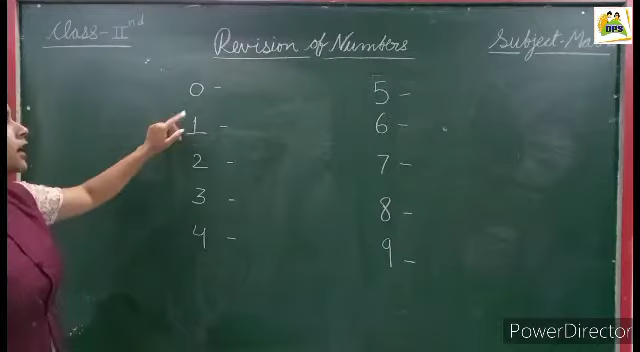 Class-IInd
Revision of Numbers
Subject-Ma
DPS
0 -
1 -
2 -
3 -
4 -
5 -
6 -
7 -
8 -
9 -
PowerDirector